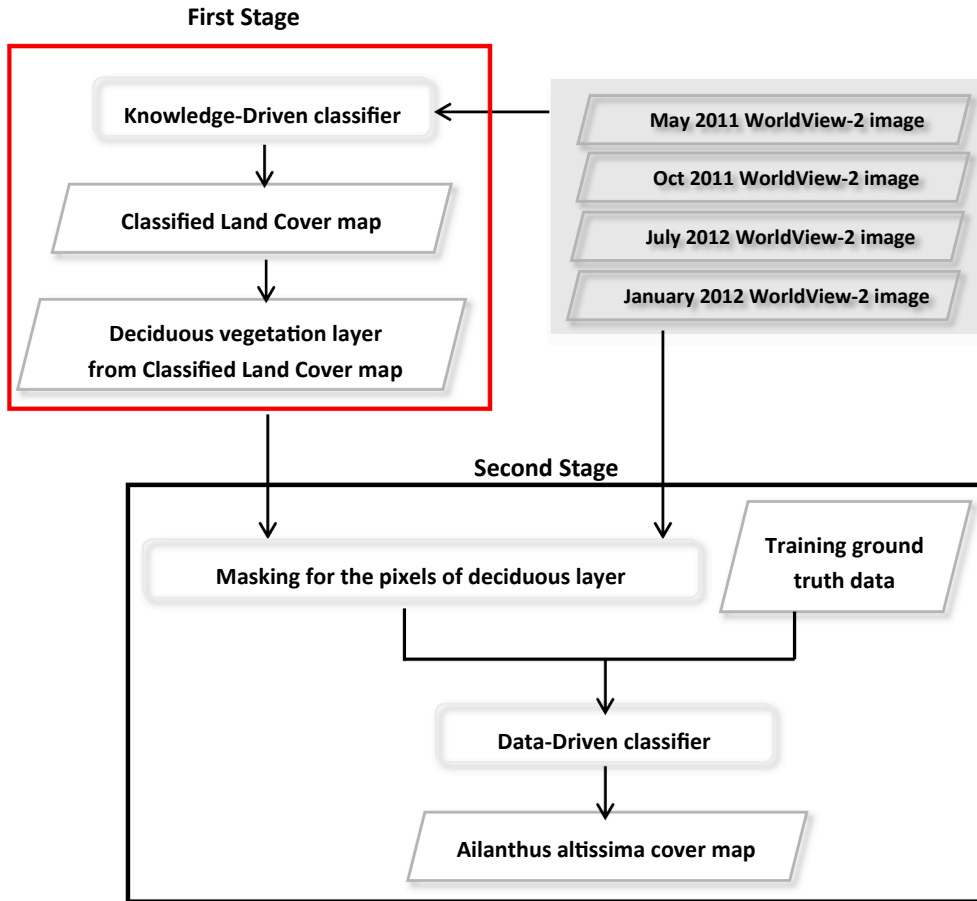 First Stage
Knowledge-Driven classifier
Classified Land Cover map
Deciduous vegetation layer
from Classified Land Cover map
May 2011 WorldView-2 image
Oct 2011 WorldView-2 image
July 2012 WorldView-2 image
January 2012 WorldView-2 image
Second Stage
Masking for the pixels of deciduous layer
Training ground
truth data
Data-Driven classifier
Ailanthus altissima cover map